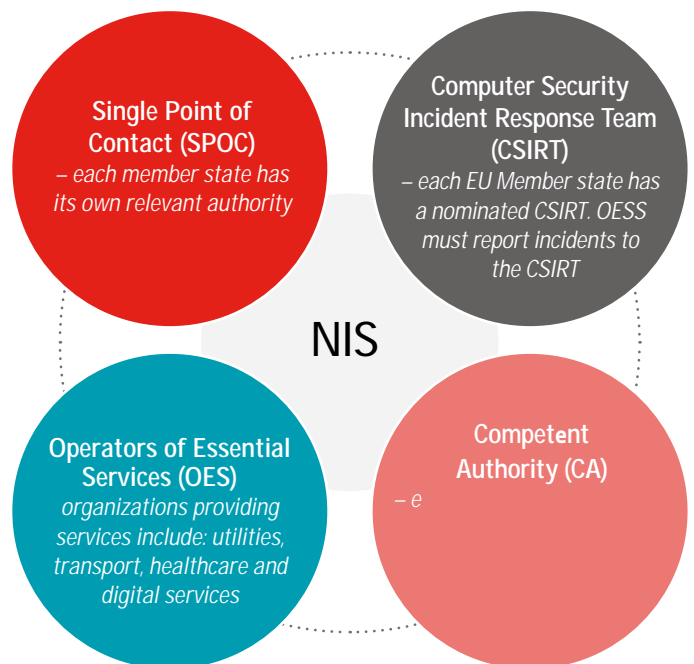 Single Point of
Contact (SPOC)
– each member state has
its own relevant authority
Computer Security
Incident Response Team
(CSIRT)
– each EU Member state has
a nominated CSIRT. OESS
must report incidents to
the CSIRT
NIS
Operators of Essential
Services (OES)
organizations providing
services include: utilities,
transport, healthcare and
digital services
Competent
Authority (CA)
– e